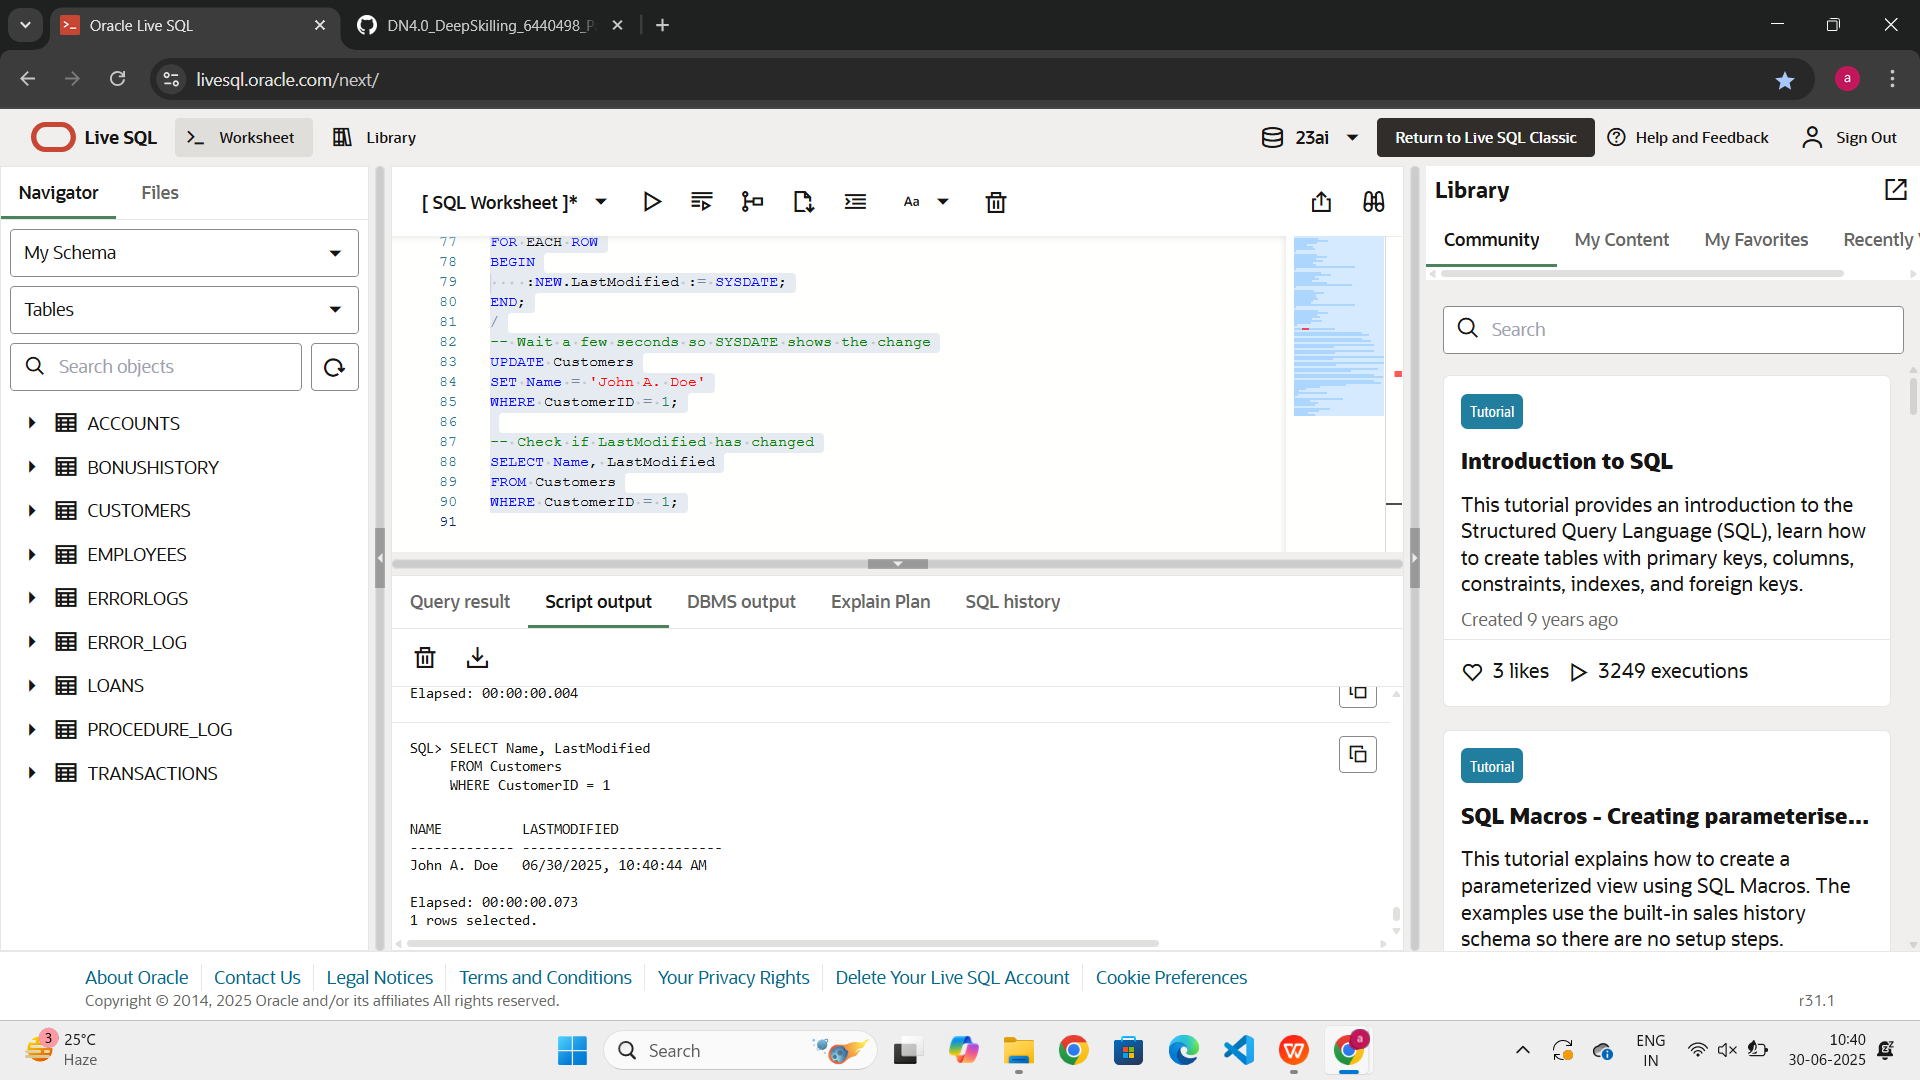 Oracle Live SQL
DN4.0_DeepSkilling_6440498_P
livesql.oracle.com/next/
a
Live SQL
Worksheet
Library
23ai
Return to Live SQL Classic
Help and Feedback
Sign Out
Navigator
Files
My Schema
Tables
Search objects
ACCOUNTS
BONUSHISTORY
CUSTOMERS
EMPLOYEES
ERRORLOGS
ERROR_LOG
LOANS
PROCEDURE_LOG
TRANSACTIONS
[ SQL Worksheet ]*
Aa
77 FOR EACH ROW
78 BEGIN
79 :NEW.LastModified := SYSDATE;
80 END;
81 /
82 -- Wait a few seconds so SYSDATE shows the change
83 UPDATE Customers
84 SET Name = 'John A. Doe'
85 WHERE CustomerID = 1;
86
87 -- Check if LastModified has changed
88 SELECT Name, LastModified
89 FROM Customers
90 WHERE CustomerID = 1;
91
Query result
Script output
DBMS output
Explain Plan
SQL history
Elapsed: 00:00:00.004
SQL> SELECT Name, LastModified
FROM Customers
WHERE CustomerID = 1
NAME LASTMODIFIED
------------- -------------------------
John A. Doe 06/30/2025, 10:40:44 AM
Elapsed: 00:00:00.073
1 rows selected.
Library
Community
My Content
My Favorites
Recently
Search
Tutorial
Introduction to SQL
This tutorial provides an introduction to the
Structured Query Language (SQL), learn how
to create tables with primary keys, columns,
constraints, indexes, and foreign keys.
Created 9 years ago
3 likes
3249 executions
Tutorial
SQL Macros - Creating parameterise...
This tutorial explains how to create a
parameterized view using SQL Macros. The
examples use the built-in sales history
schema so there are no setup steps.
About Oracle
Contact Us
Legal Notices
Terms and Conditions
Your Privacy Rights
Delete Your Live SQL Account
Cookie Preferences
Copyright © 2014, 2025 Oracle and/or its affiliates All rights reserved.
r31.1
3
25°C
Haze
Search
a
ENG
IN
10:40
30-06-2025